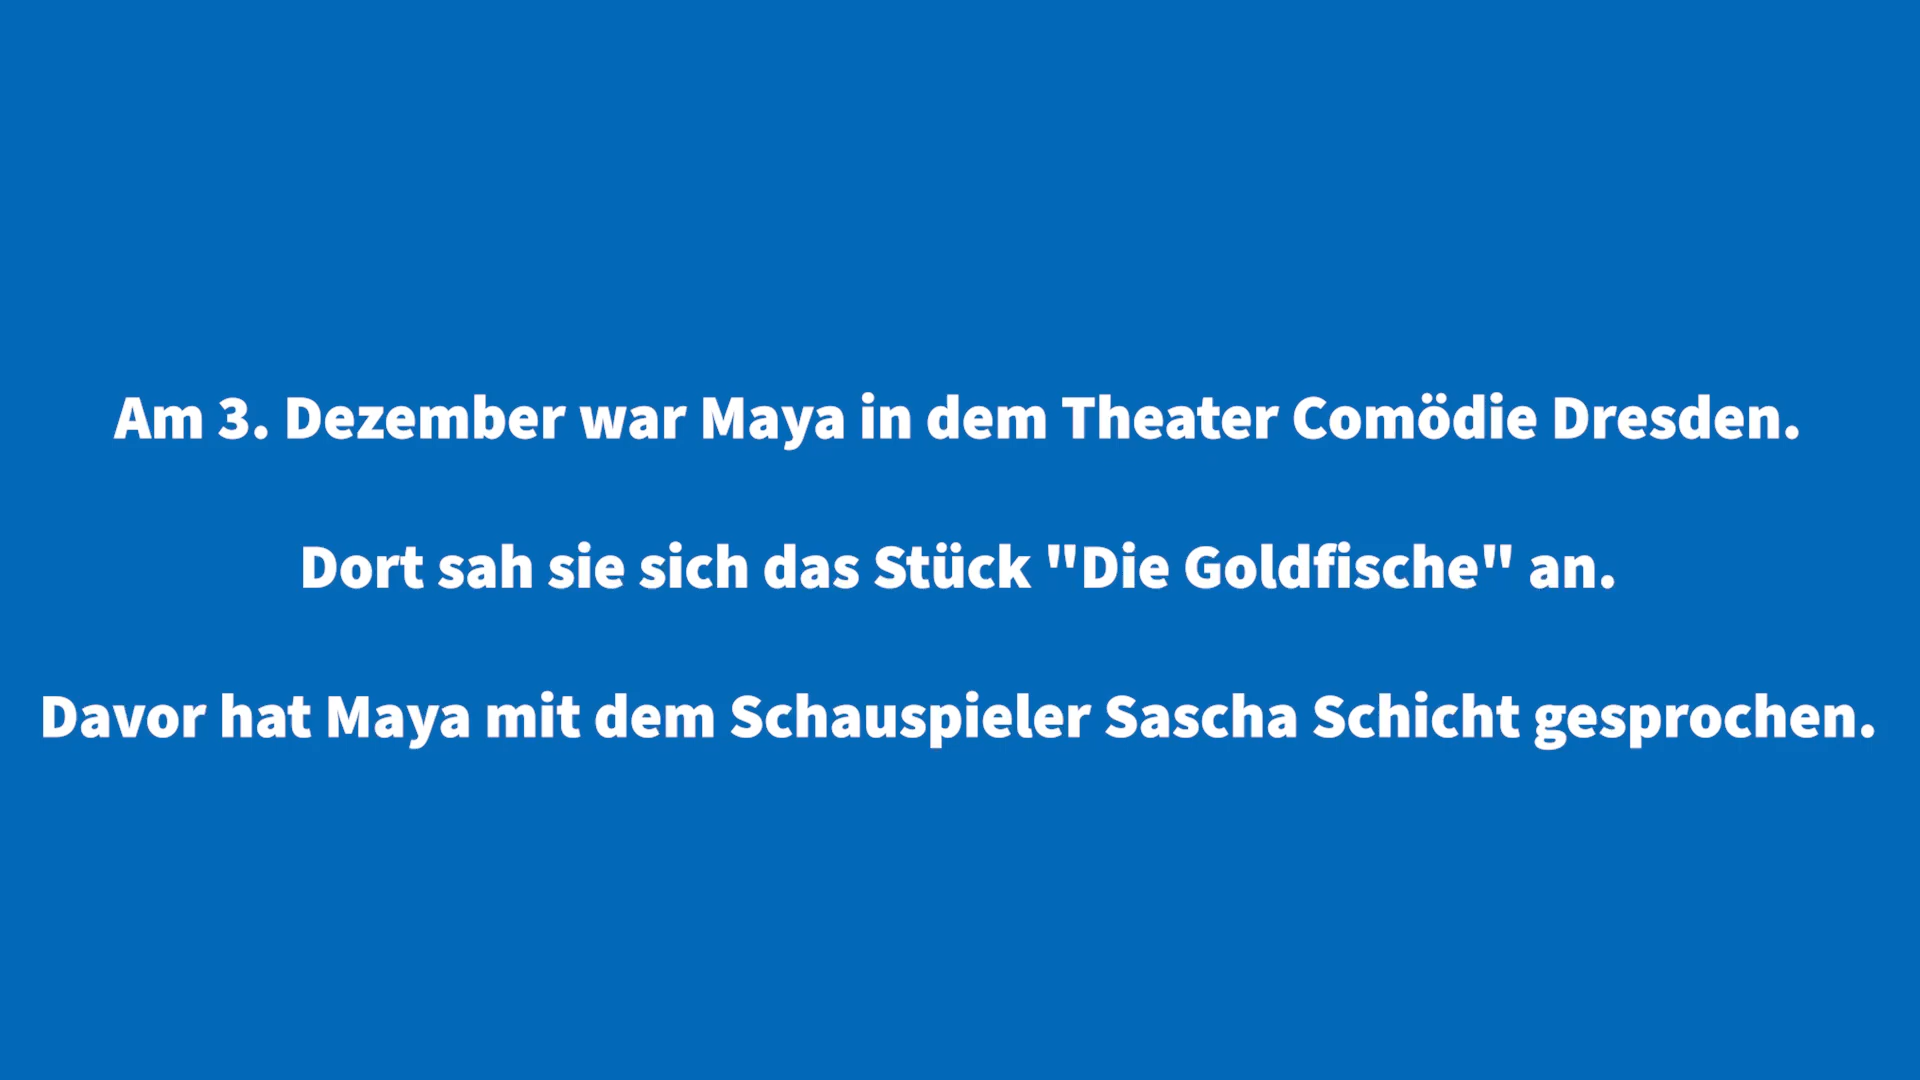 Am 3. Dezember war Maya in dem Theater Comödie Dresden.
Dort sah sie sich das Stück "Die Goldfische" an.
Davor hat Maya mit dem Schauspieler Sascha Schicht gesprochen.